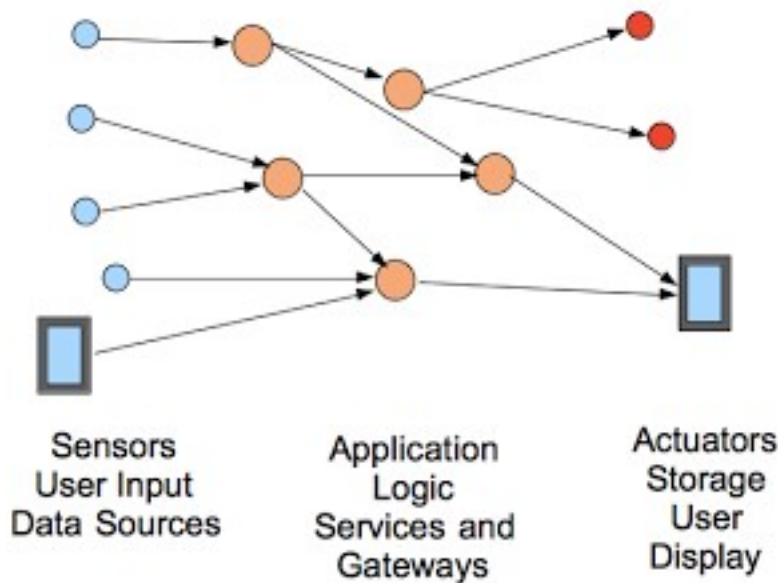 Sensors
User Input
Data Sources
Application
Logic
Services and
Gateways
Actuators
Storage
User
Display